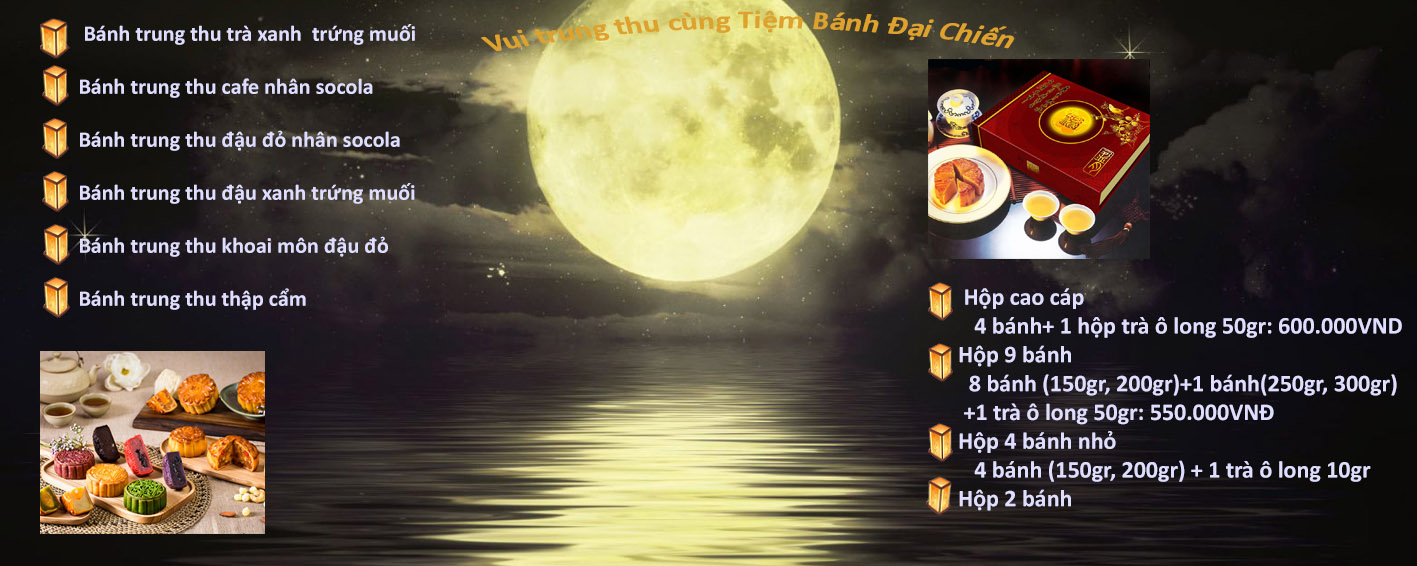 Vui trung thu cùng Tiệm Bánh Đại Chiến
Bánh trung thu trà xanh trứng muối
Bánh trung thu cafe nhân socola
Bánh trung thu đậu đỏ nhân socola
Bánh trung thu đậu xanh trứng muối
Bánh trung thu khoai môn đậu đỏ
Bánh trung thu thập cẩm
Hộp cao cáp
4 bánh+ 1 hộp trà ô long 50gr: 600.000VND
Hộp 9 bánh
8 bánh (150gr, 200gr)+1 bánh(250gr, 300gr)
+1 trà ô long 50gr: 550.000VNĐ
Hộp 4 bánh nhỏ
4 bánh (150gr, 200gr) + 1 trà ô long 10gr
Hộp 2 bánh